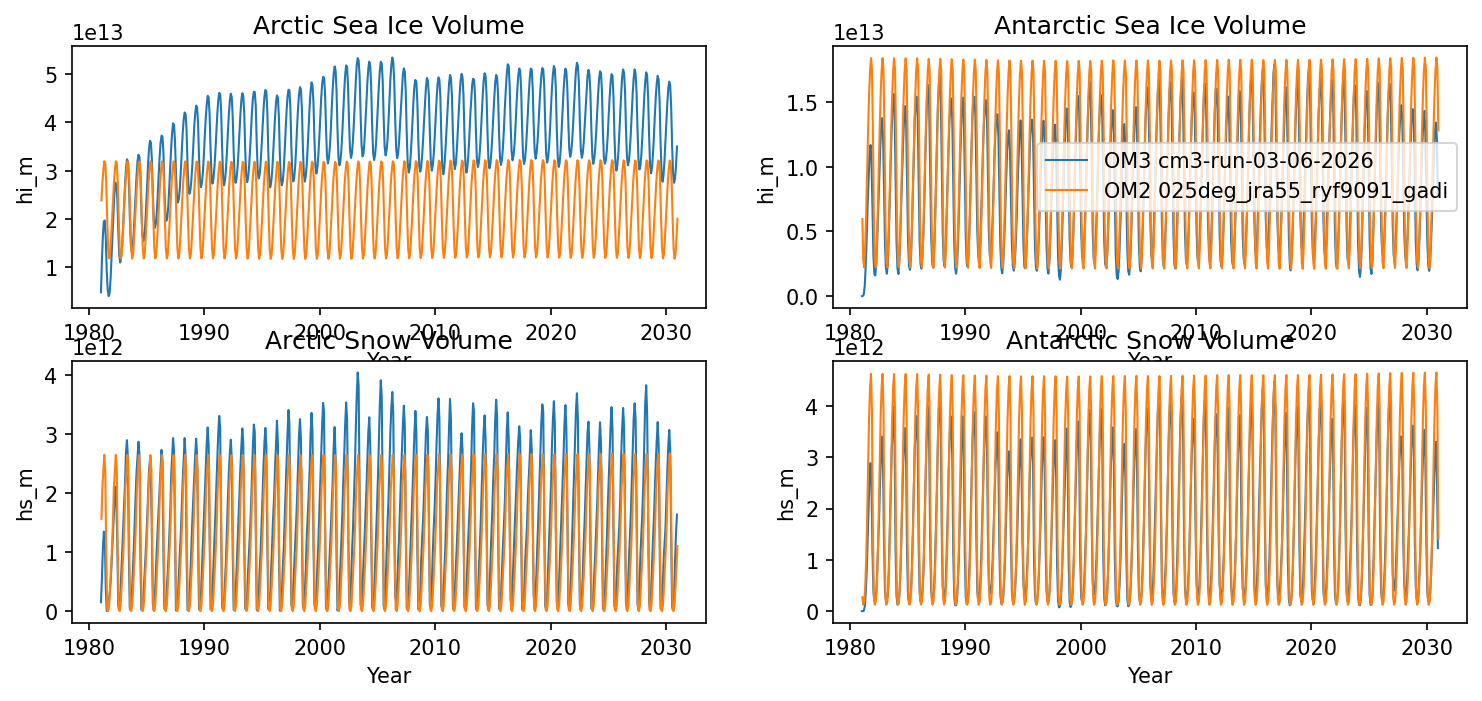 Arctic Sea Ice Volume
1e13
hi_m
5
4
3
2
1
1980 1990 2000 2010 2020 2030
Year
Antarctic Sea Ice Volume
1e13
hi_m
1.5
1.0
0.5
0.0
OM3 cm3-run-03-06-2026
OM2 025deg_jra55_ryf9091_gadi
1980 1990 2000 2010 2020 2030
Year
Arctic Snow Volume
1e12
hs_m
4
3
2
1
0
1980 1990 2000 2010 2020 2030
Year
Antarctic Snow Volume
1e12
hs_m
4
3
2
1
0
1980 1990 2000 2010 2020 2030
Year